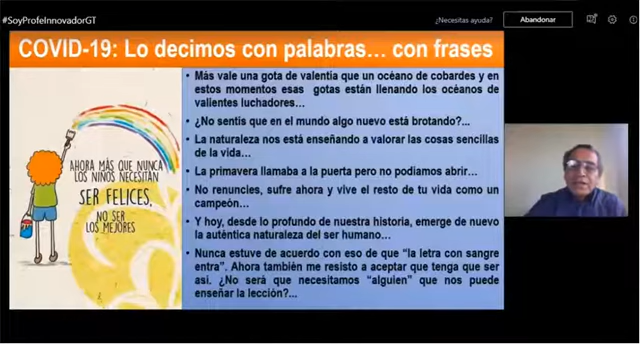 #SoyProfeInnovadorGT
¿Necesitas ayuda?
Abandonar
COVID-19: Lo decimos con palabras... con frases
AHORA MÁS QUE NUNCA
LOS NIÑOS NECESITAN
SER FELICES,
NO SER
LOS MEJORES
• Más vale una gota de valentía que un océano de cobardes y en
estos momentos esas gotas están llenando los océanos de
valientes luchadores...
• ¿No sentís que en el mundo algo nuevo está brotando?...
• La naturaleza nos está enseñando a valorar las cosas sencillas
de la vida...
• La primavera llamaba a la puerta pero no podíamos abrir...
• No renuncies, sufre ahora y vive el resto de tu vida como un
campeón...
• Y hoy, desde lo profundo de nuestra historia, emerge de nuevo
la auténtica naturaleza del ser humano...
• Nunca estuve de acuerdo con eso de que “la letra con sangre
entra”. Ahora también me resisto a aceptar que tenga que ser
así. ¿No será que necesitamos “alguien” que nos puede
enseñar la lección?...